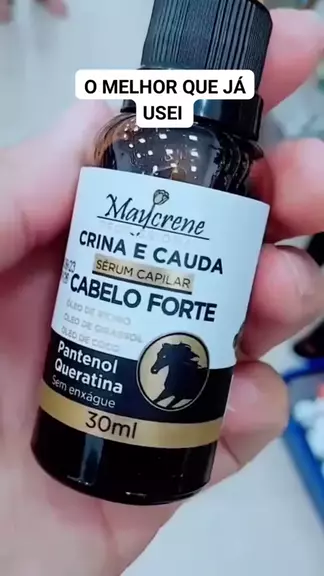 O MELHOR QUE JÁ
USEI
Maycrene
CRINA E CAUDA
SÉRUM CAPILAR
CABELO FORTE
ÓLEO DE RÍCINO
ÓLEO DE GIRASSOL
ÓLEO DE COCO
Pantenol
Queratina
Sem enxágue
30ml